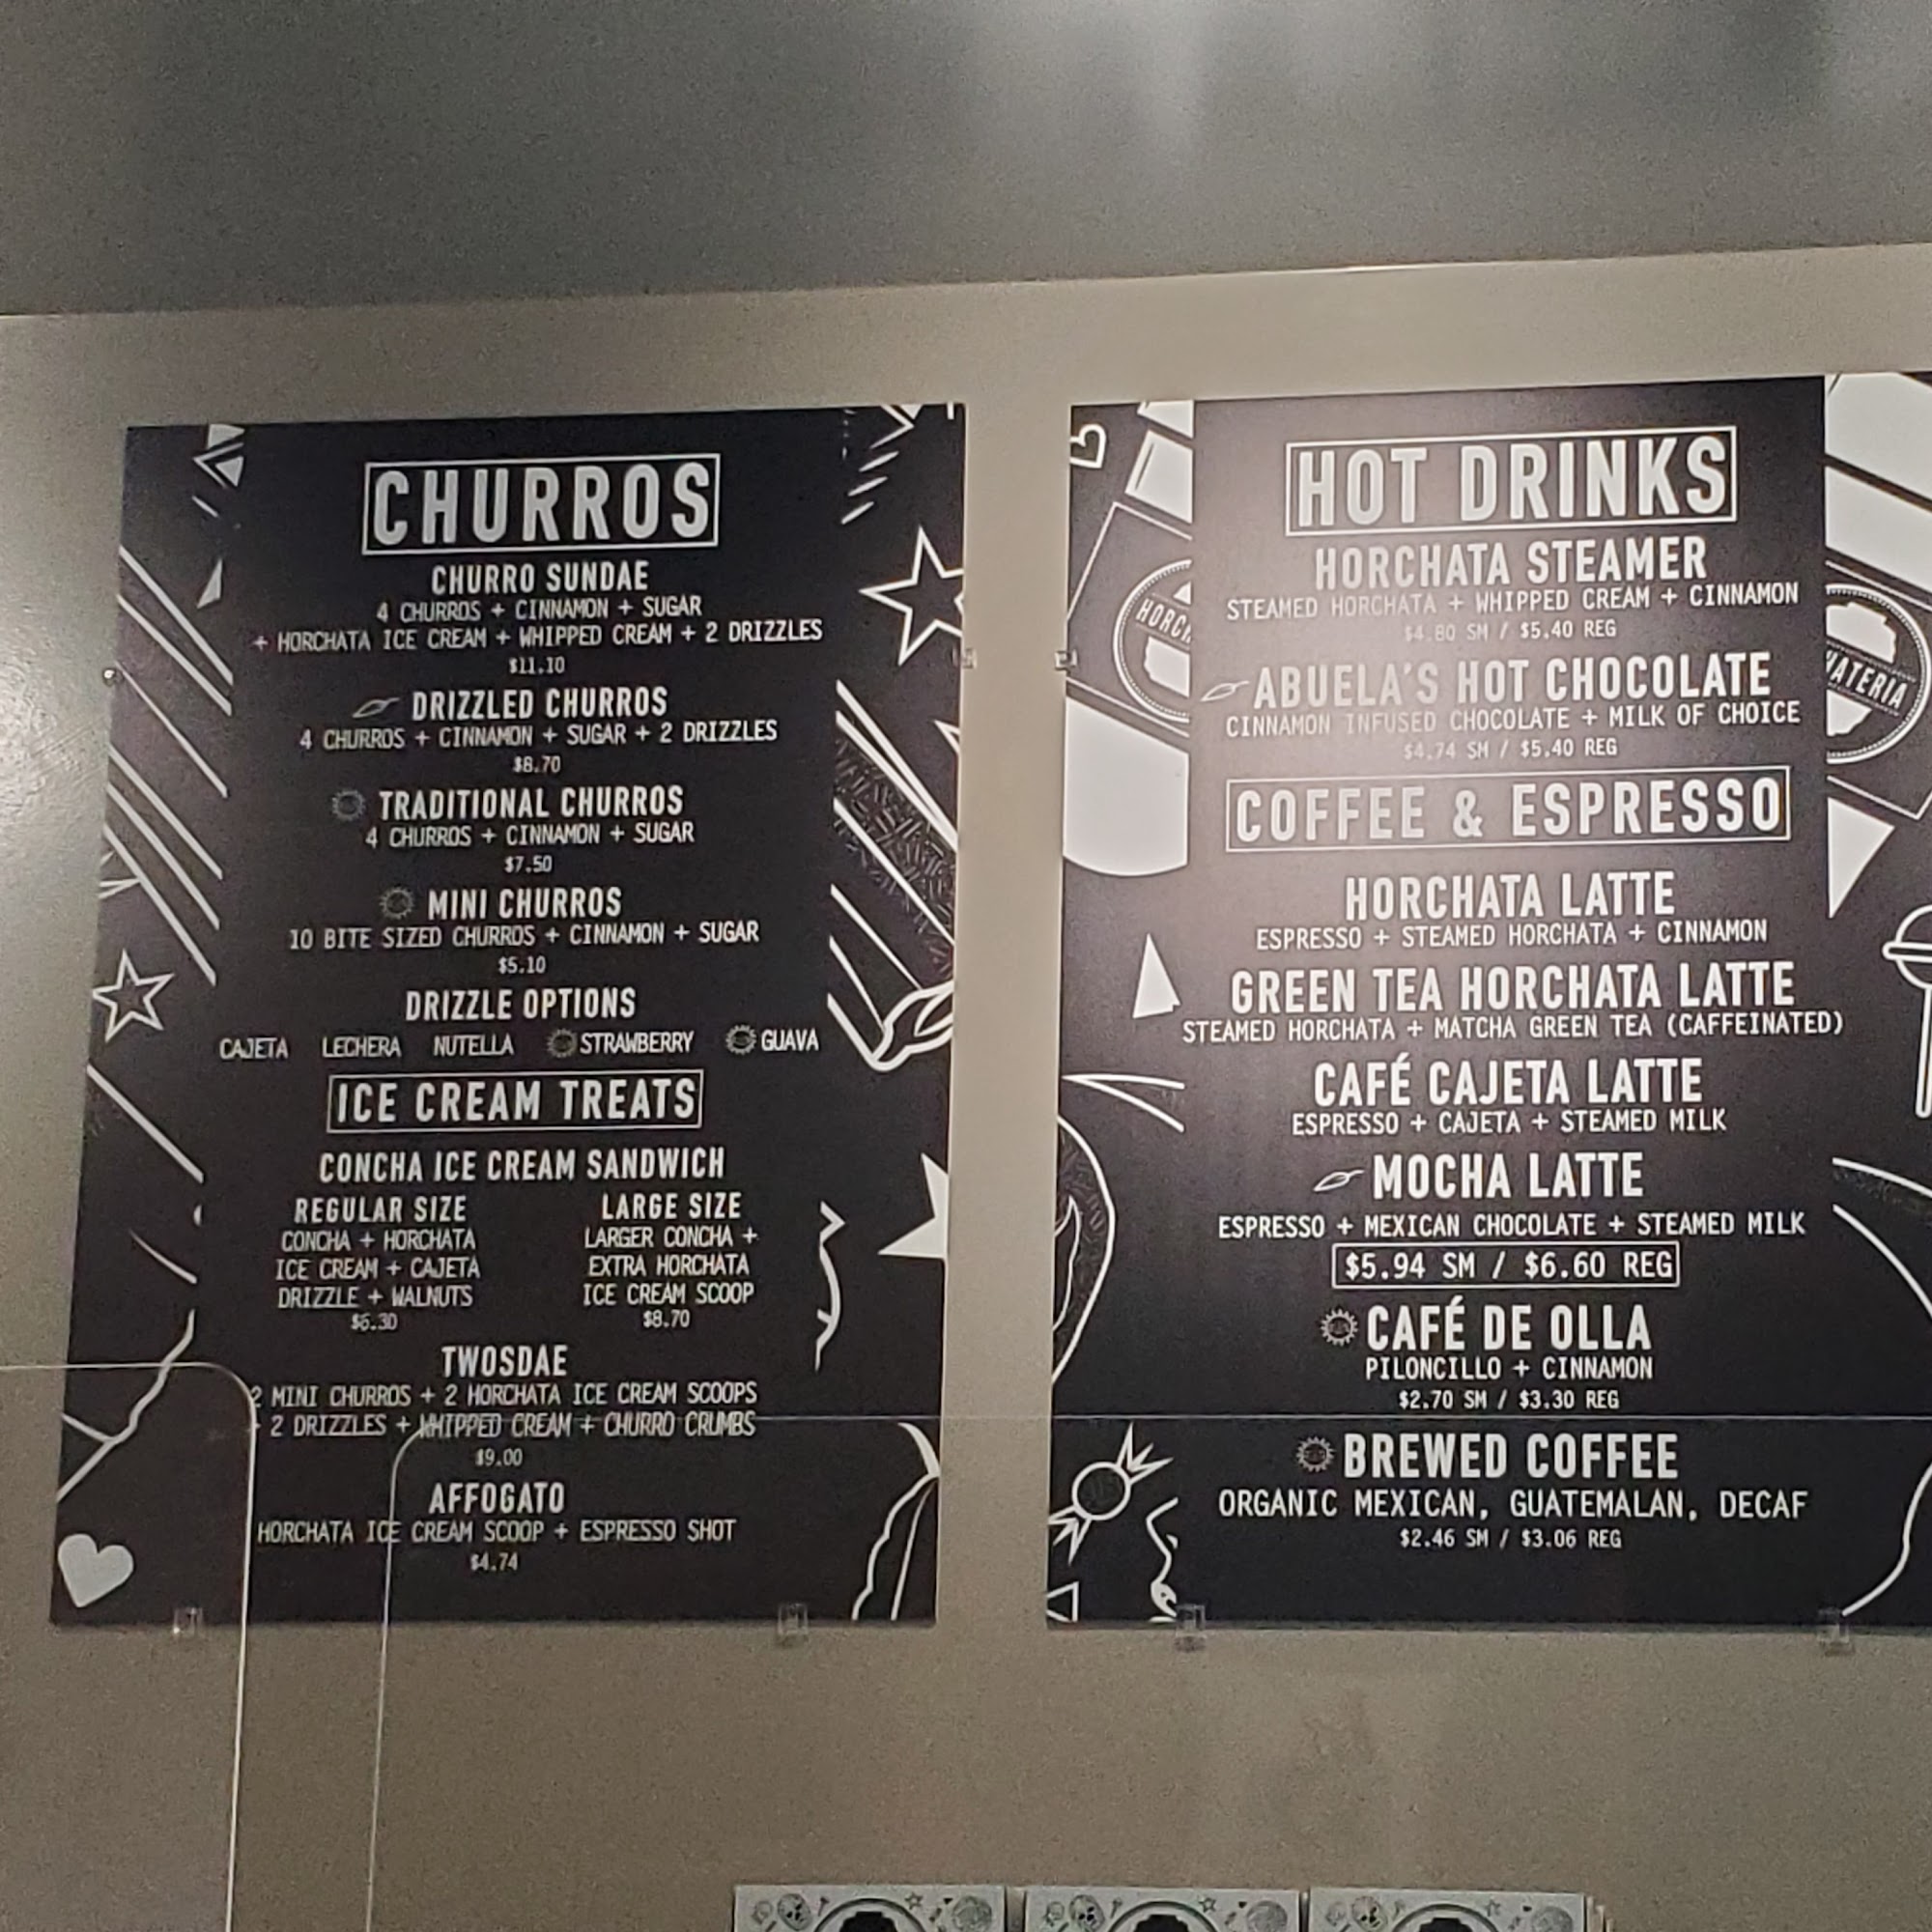 CHURROS
CHURRO SUNDAE
4 CHURROS + CINNAMON + SUGAR
+ HORCHATA ICE CREAM + WHIPPED CREAM + 2 DRIZZLES
$11.10
DRIZZLED CHURROS
4 CHURROS + CINNAMON + SUGAR + 2 DRIZZLES
$8.70
TRADITIONAL CHURROS
4 CHURROS + CINNAMON + SUGAR
$7.50
MINI CHURROS
10 BITE SIZED CHURROS + CINNAMON + SUGAR
$5.10
DRIZZLE OPTIONS
CAJETA LECHERA NUTELLA STRAWBERRY GUAVA
ICE CREAM TREATS
CONCHA ICE CREAM SANDWICH
REGULAR SIZE
CONCHA + HORCHATA
ICE CREAM + CAJETA
DRIZZLE + WALNUTS
$6.30
LARGE SIZE
LARGER CONCHA +
EXTRA HORCHATA
ICE CREAM SCOOP
$8.70
TWOSDAE
2 MINI CHURROS + 2 HORCHATA ICE CREAM SCOOPS
+ 2 DRIZZLES + WHIPPED CREAM + CHURRO CRUMBS
$9.00
AFFOGATO
HORCHATA ICE CREAM SCOOP + ESPRESSO SHOT
$4.74
HOT DRINKS
HORCHATA STEAMER
STEAMED HORCHATA + WHIPPED CREAM + CINNAMON
$4.80 SM / $5.40 REG
ABUELA'S HOT CHOCOLATE
CINNAMON INFUSED CHOCOLATE + MILK OF CHOICE
$4.74 SM / $5.40 REG
COFFEE & ESPRESSO
HORCHATA LATTE
ESPRESSO + STEAMED HORCHATA + CINNAMON
GREEN TEA HORCHATA LATTE
STEAMED HORCHATA + MATCHA GREEN TEA (CAFFEINATED)
CAFÉ CAJETA LATTE
ESPRESSO + CAJETA + STEAMED MILK
MOCHA LATTE
ESPRESSO + MEXICAN CHOCOLATE + STEAMED MILK
$5.94 SM / $6.60 REG
CAFÉ DE OLLA
PILONCILLO + CINNAMON
$2.70 SM / $3.30 REG
BREWED COFFEE
ORGANIC MEXICAN, GUATEMALAN, DECAF
$2.46 SM / $3.06 REG
HORCH
HATERIA